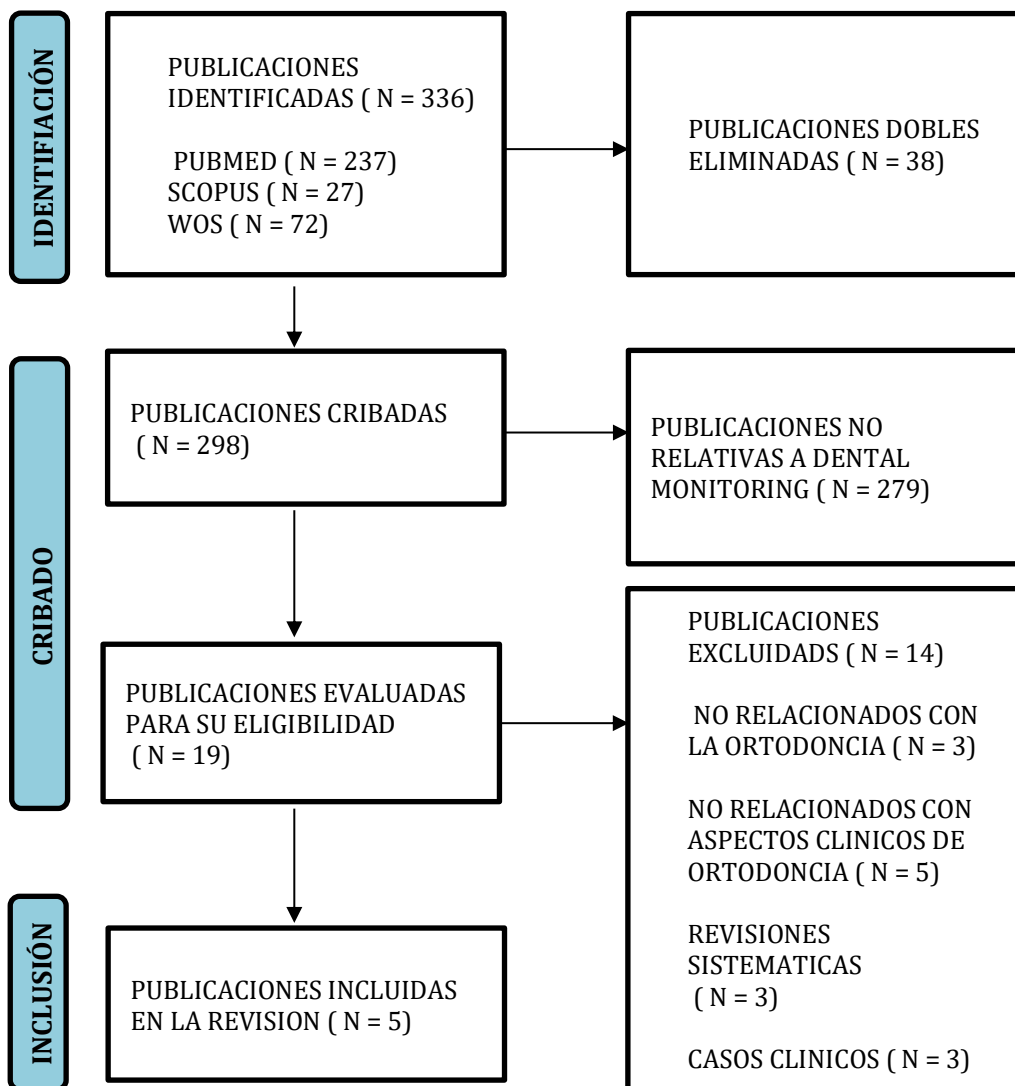 IDENTIFIACIÓN
PUBLICACIONES
IDENTIFICADAS ( N = 336)
PUBMED ( N = 237)
SCOPUS ( N = 27)
WOS ( N = 72)
PUBLICACIONES DOBLES
ELIMINADAS ( N = 38)
CRIBADO
PUBLICACIONES CRIBADAS
( N = 298)
PUBLICACIONES NO
RELATIVAS A DENTAL
MONITORING ( N = 279)
PUBLICACIONES EVALUADAS
PARA SU ELIGIBILIDAD
( N = 19)
PUBLICACIONES
EXCLUIDADS ( N = 14)
NO RELACIONADOS CON
LA ORTODONCIA ( N = 3)
NO RELACIONADOS CON
ASPECTOS CLINICOS DE
ORTODONCIA ( N = 5)
REVISIONES
SISTEMATICAS
( N = 3)
CASOS CLINICOS ( N = 3)
INCLUSIÓN
PUBLICACIONES INCLUIDAS
EN LA REVISION ( N = 5)